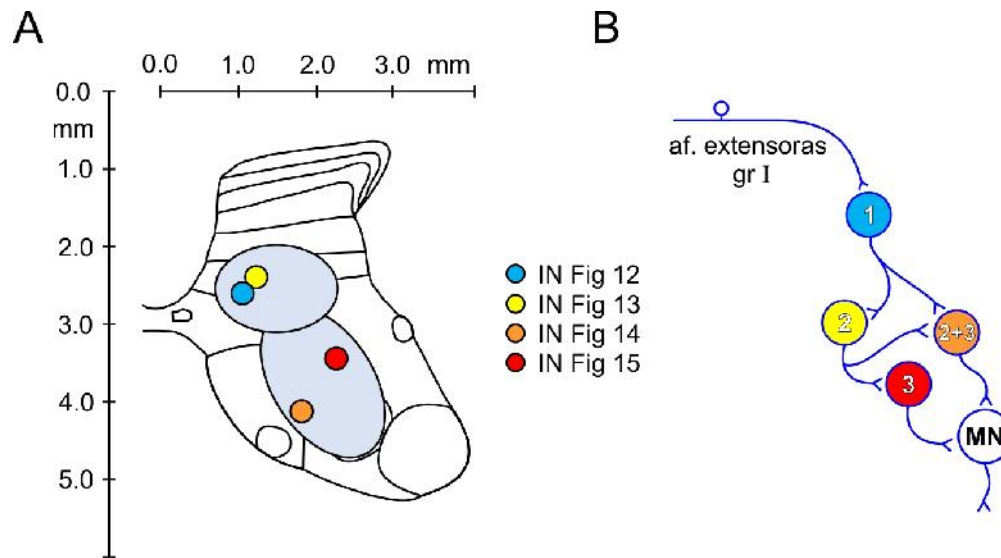 A
B
0.0 1.0 2.0 3.0 mm
0.0
mm
1.0
2.0
3.0
4.0
5.0
IN Fig 12
IN Fig 13
IN Fig 14
IN Fig 15
af. extensoras
gr I
1
2
2+3
3
MN